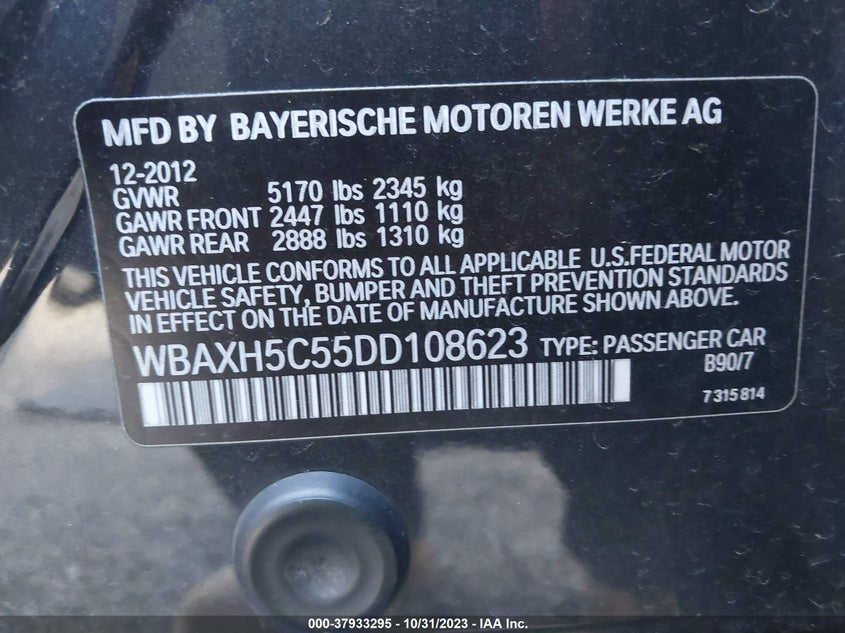 MFD BY BAYERISCHE MOTOREN WERKE AG
12-2012
GVWR 5170 lbs 2345 kg
GAWR FRONT 2447 lbs 1110 kg
GAWR REAR 2888 lbs 1310 kg
THIS VEHICLE CONFORMS TO ALL APPLICABLE U.S.FEDERAL MOTOR
VEHICLE SAFETY, BUMPER AND THEFT PREVENTION STANDARDS
IN EFFECT ON THE DATE OF MANUFACTURE SHOWN ABOVE.
WBAXH5C55DD108623 TYPE: PASSENGER CAR
B90/7
7315814
000-37933295 - 10/31/2023 - IAA Inc.